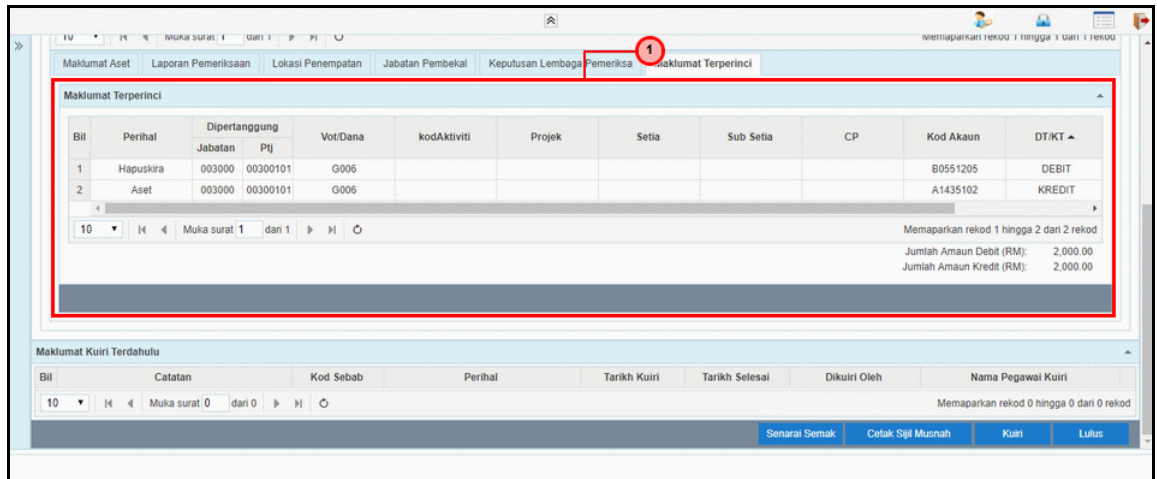 10 Muka surat 1 dari 1 Memaparkan rekod 1 hingga 1 dari 1 rekod
1
Maklumat Aset Laporan Pemeriksaan Lokasi Penempatan Jabatan Pembekal Keputusan Lembaga Pemeriksa Maklumat Terperinci
Maklumat Terperinci
Bil Perihal Dipertanggung Vot/Dana kodAktiviti Projek Setia Sub Setia CP Kod Akaun DT/KT
Jabatan Ptj
1 Hapuskira 003000 00300101 G006 B0551205 DEBIT
2 Aset 003000 00300101 G006 A1435102 KREDIT
10 Muka surat 1 dari 1 Memaparkan rekod 1 hingga 2 dari 2 rekod
Jumlah Amaun Debit (RM): 2,000.00
Jumlah Amaun Kredit (RM): 2,000.00
Maklumat Kuiri Terdahulu
Bil Catatan Kod Sebab Perihal Tarikh Kuiri Tarikh Selesai Dikuiri Oleh Nama Pegawai Kuiri
10 Muka surat 0 dari 0 Memaparkan rekod 0 hingga 0 dari 0 rekod
Senarai Semak Cetak Sijil Musnah Kuiri Lulus